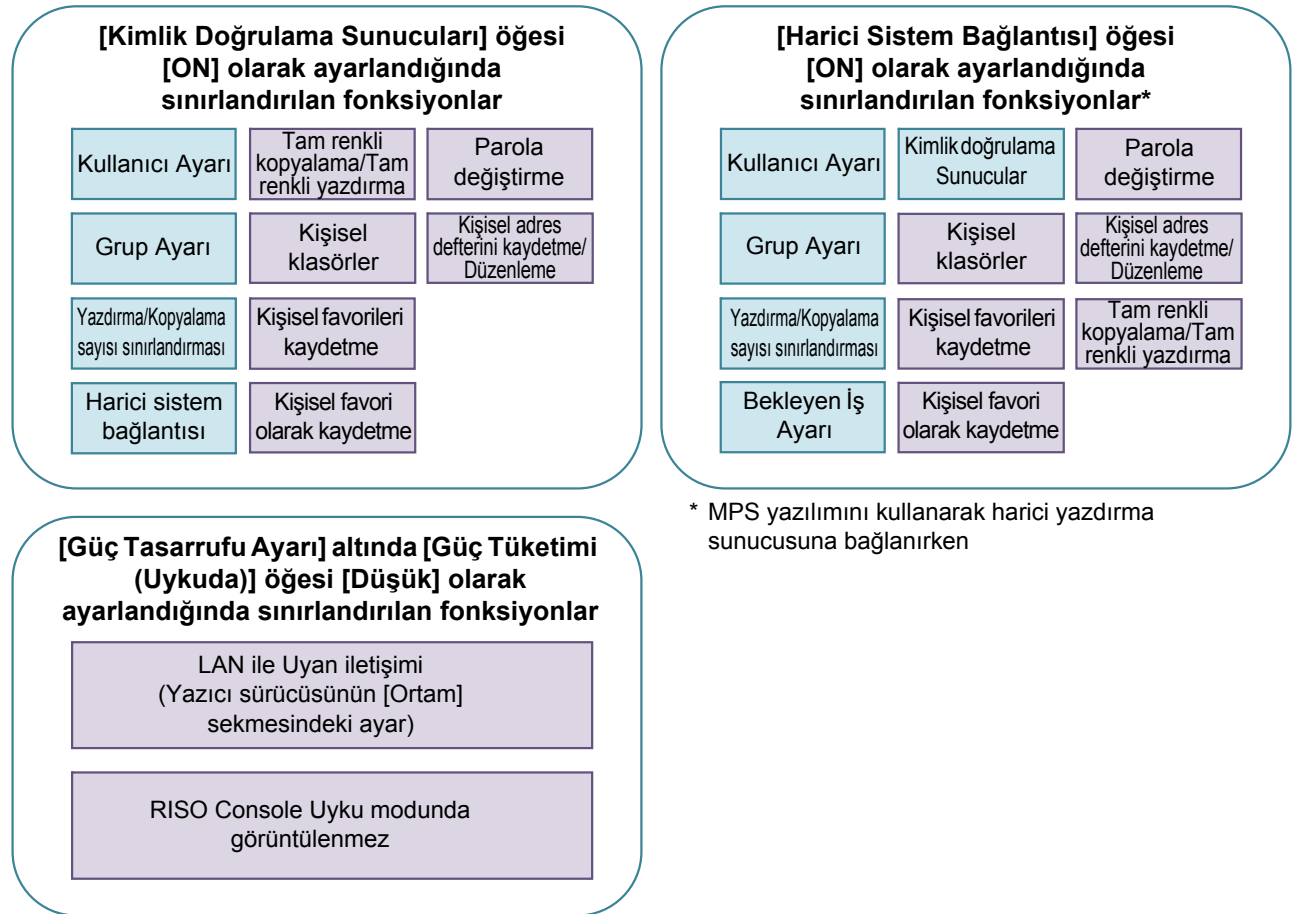 [Kimlik Doğrulama Sunucuları] öğesi
[ON] olarak ayarlandığında
sınırlandırılan fonksiyonlar
Kullanıcı Ayarı
Tam renkli
kopyalama/Tam
renkli yazdırma
Parola
değiştirme
Grup Ayarı
Kişisel
klasörler
Kişisel adres
defterini kaydetme/
Düzenleme
Yazdırma/Kopyalama
sayısı sınırlandırması
Kişisel favorileri
kaydetme
Harici sistem
bağlantısı
Kişisel favori
olarak kaydetme
[Harici Sistem Bağlantısı] öğesi
[ON] olarak ayarlandığında
sınırlandırılan fonksiyonlar*
Kullanıcı Ayarı
Kimlik doğrulama
Sunucular
Parola
değiştirme
Grup Ayarı
Kişisel
klasörler
Kişisel adres
defterini kaydetme/
Düzenleme
Yazdırma/Kopyalama
sayısı sınırlandırması
Kişisel favorileri
kaydetme
Tam renkli
kopyalama/Tam
renkli yazdırma
Bekleyen İş
Ayarı
Kişisel favori
olarak kaydetme
* MPS yazılımını kullanarak harici yazdırma
sunucusuna bağlanırken
[Güç Tasarrufu Ayarı] altında [Güç Tüketimi
(Uykuda)] öğesi [Düşük] olarak
ayarlandığında sınırlandırılan fonksiyonlar
LAN ile Uyan iletişimi
(Yazıcı sürücüsünün [Ortam]
sekmesindeki ayar)
RISO Console Uyku modunda
görüntülenmez